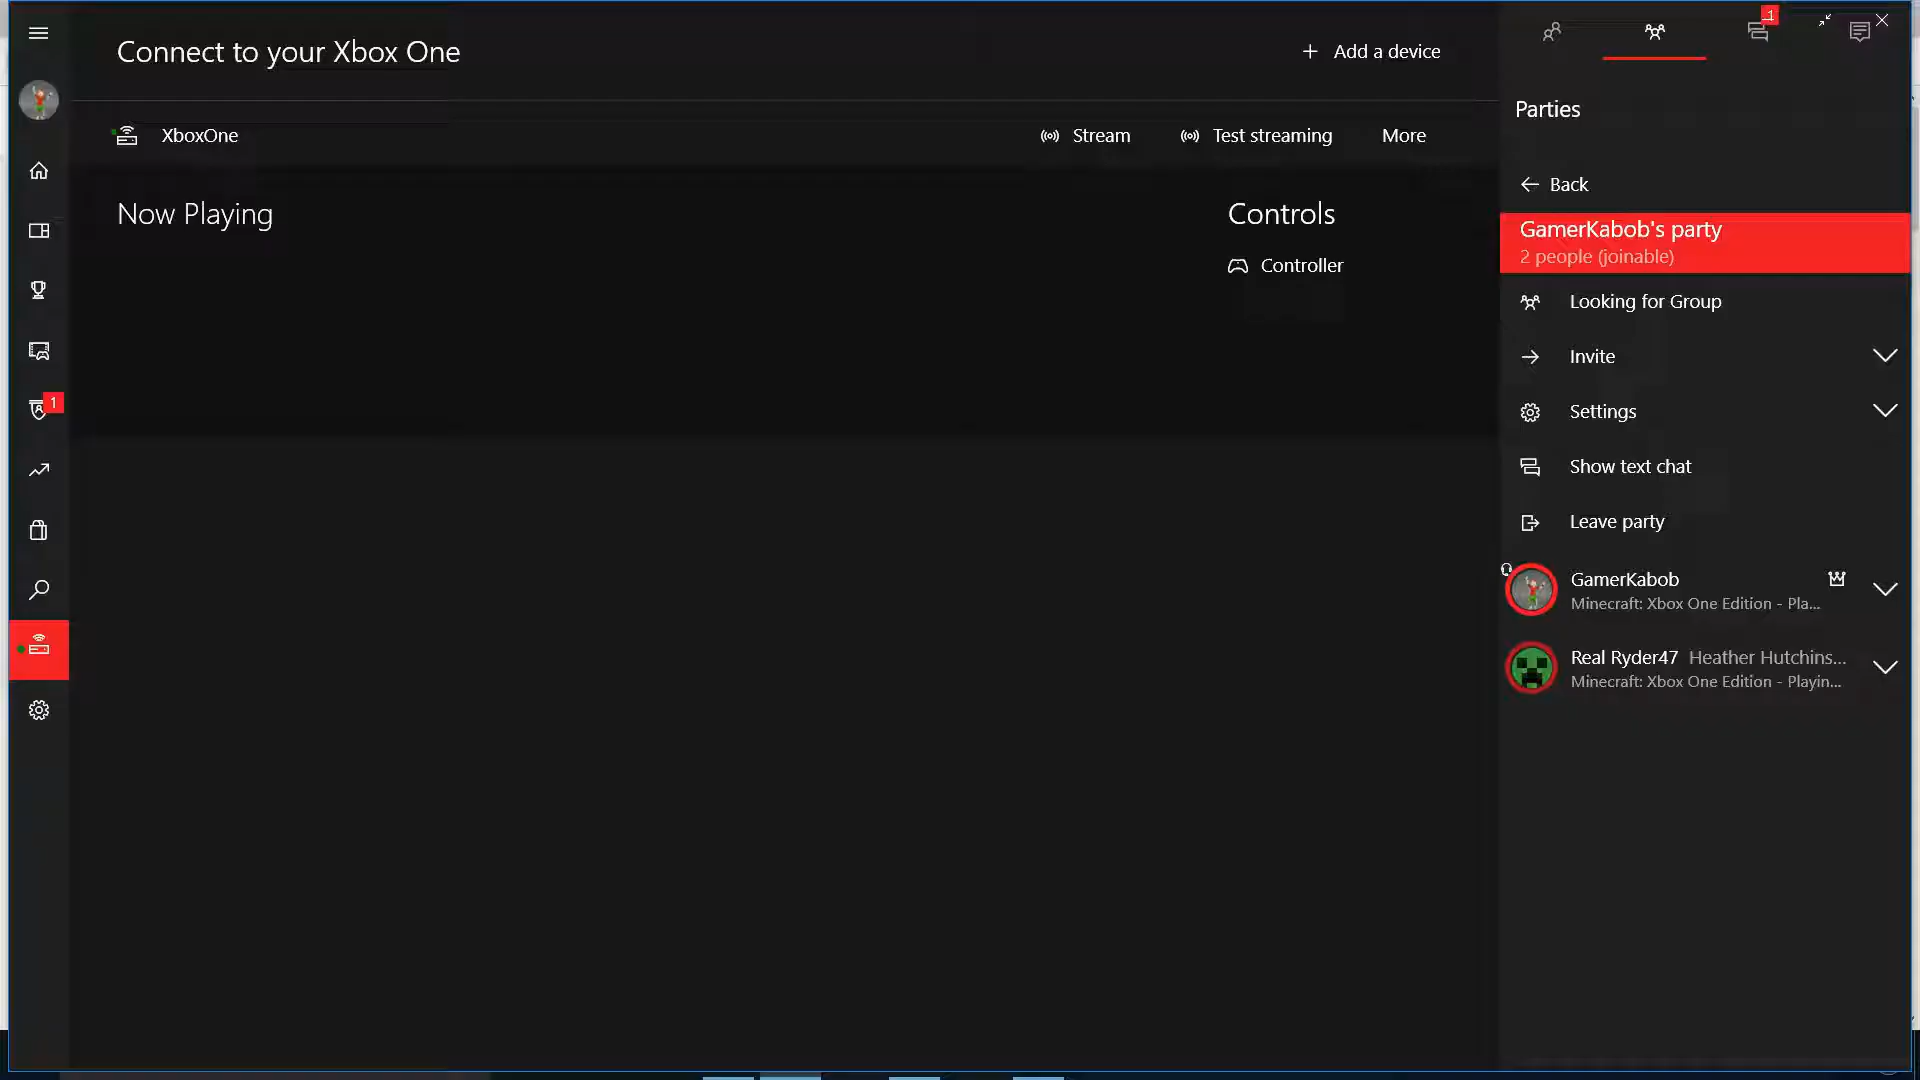 Connect to your Xbox One
+ Add a device
1
XboxOne
Stream
Test streaming
More
Now Playing
Controls
Controller
1
Parties
Back
GamerKabob's party
2 people (joinable)
Looking for Group
Invite
Settings
Show text chat
Leave party
GamerKabob
Minecraft: Xbox One Edition - Pla...
Real Ryder47 Heather Hutchins...
Minecraft: Xbox One Edition - Playin...